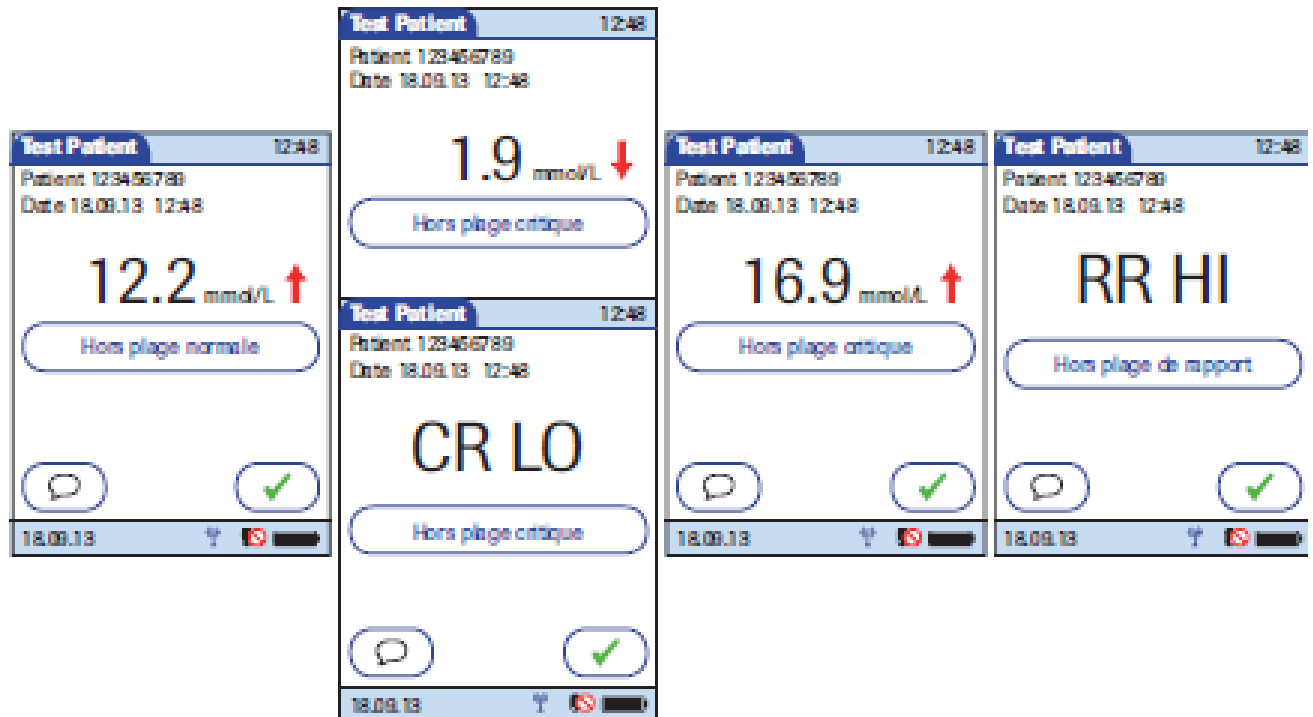 Test Patient 12:48
Patient 123456789
Date 18.09.13 12:48
12.2 mmol/L
Hors plage normale
18.09.13
Test Patient 12:48
Patient 123456789
Date 18.09.13 12:48
1.9 mmol/L
Hors plage critique
Test Patient 12:48
Patient 123456789
Date 18.09.13 12:48
CR LO
Hors plage critique
18.09.13
Test Patient 12:48
Patient 123456789
Date 18.09.13 12:48
16.9 mmol/L
Hors plage critique
18.09.13
Test Patient 12:48
Patient 123456789
Date 18.09.13 12:48
RR HI
Hors plage de rapport
18.09.13